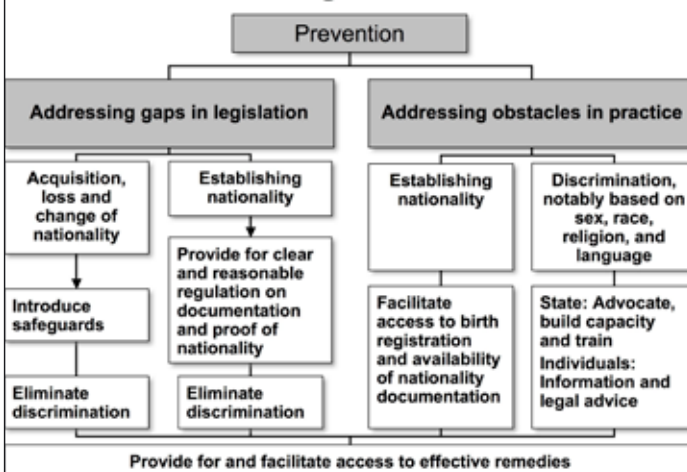 Prevention
Addressing gaps in legislation
Addressing obstacles in practice
Acquisition,
loss and
change of
nationality
Introduce
safeguards
Eliminate
discrimination
Establishing
nationality
Provide for clear
and reasonable
regulation on
documentation
and proof of
nationality
Eliminate
discrimination
Establishing
nationality
Facilitate
access to birth
registration
and availability
of nationality
documentation
Discrimination,
notably based on
sex, race,
religion, and
language
State: Advocate,
build capacity
and train
Individuals:
Information and
legal advice
Provide for and facilitate access to effective remedies